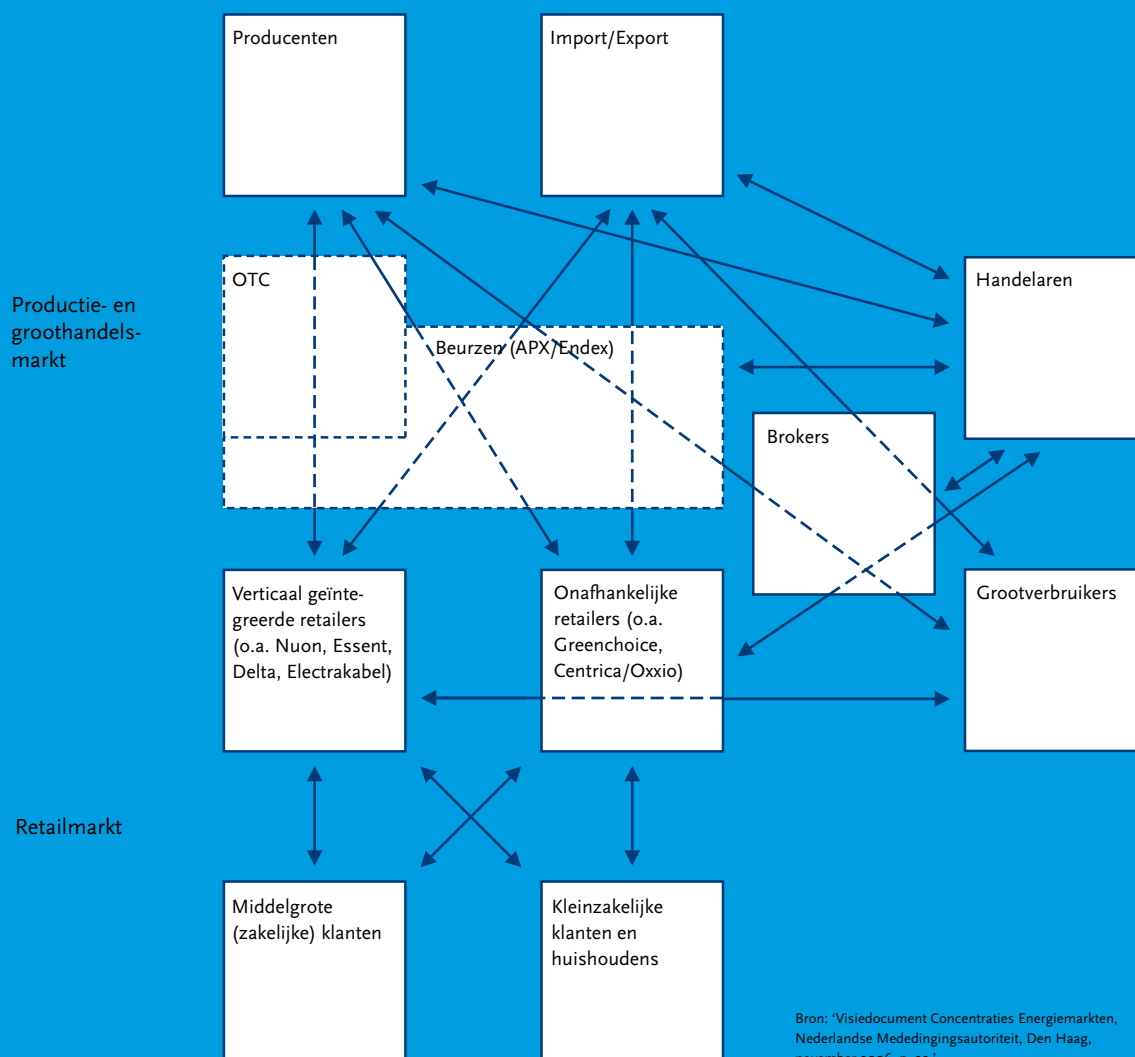 Producenten
Import/Export
OTC
Handelaren
Productie- en
groothandels-
markt
Beurzen (APX/Endex)
Brokers
Verticaal geïnte-
greerde retailers
(o.a. Nuon, Essent,
Delta, Electrakabel)
Onafhankelijke
retailers (o.a.
Greenchoice,
Centrica/Oxxio)
Grootverbruikers
Retailmarkt
Middelgrote
(zakelijke) klanten
Kleinzakelijke
klanten en
huishoudens
Bron: ‘Visiedocument Concentraties Energiemarkten,
Nederlandse Mededingingsautoriteit, Den Haag,
november